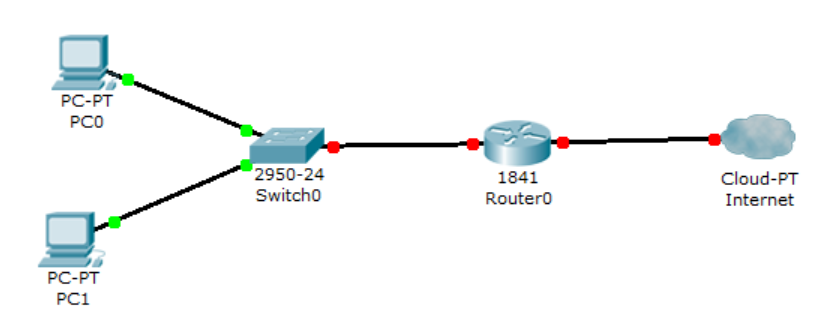 PC-PT
PC0
2950-24
Switch0
1841
Router0
Cloud-PT
Internet
PC-PT
PC1